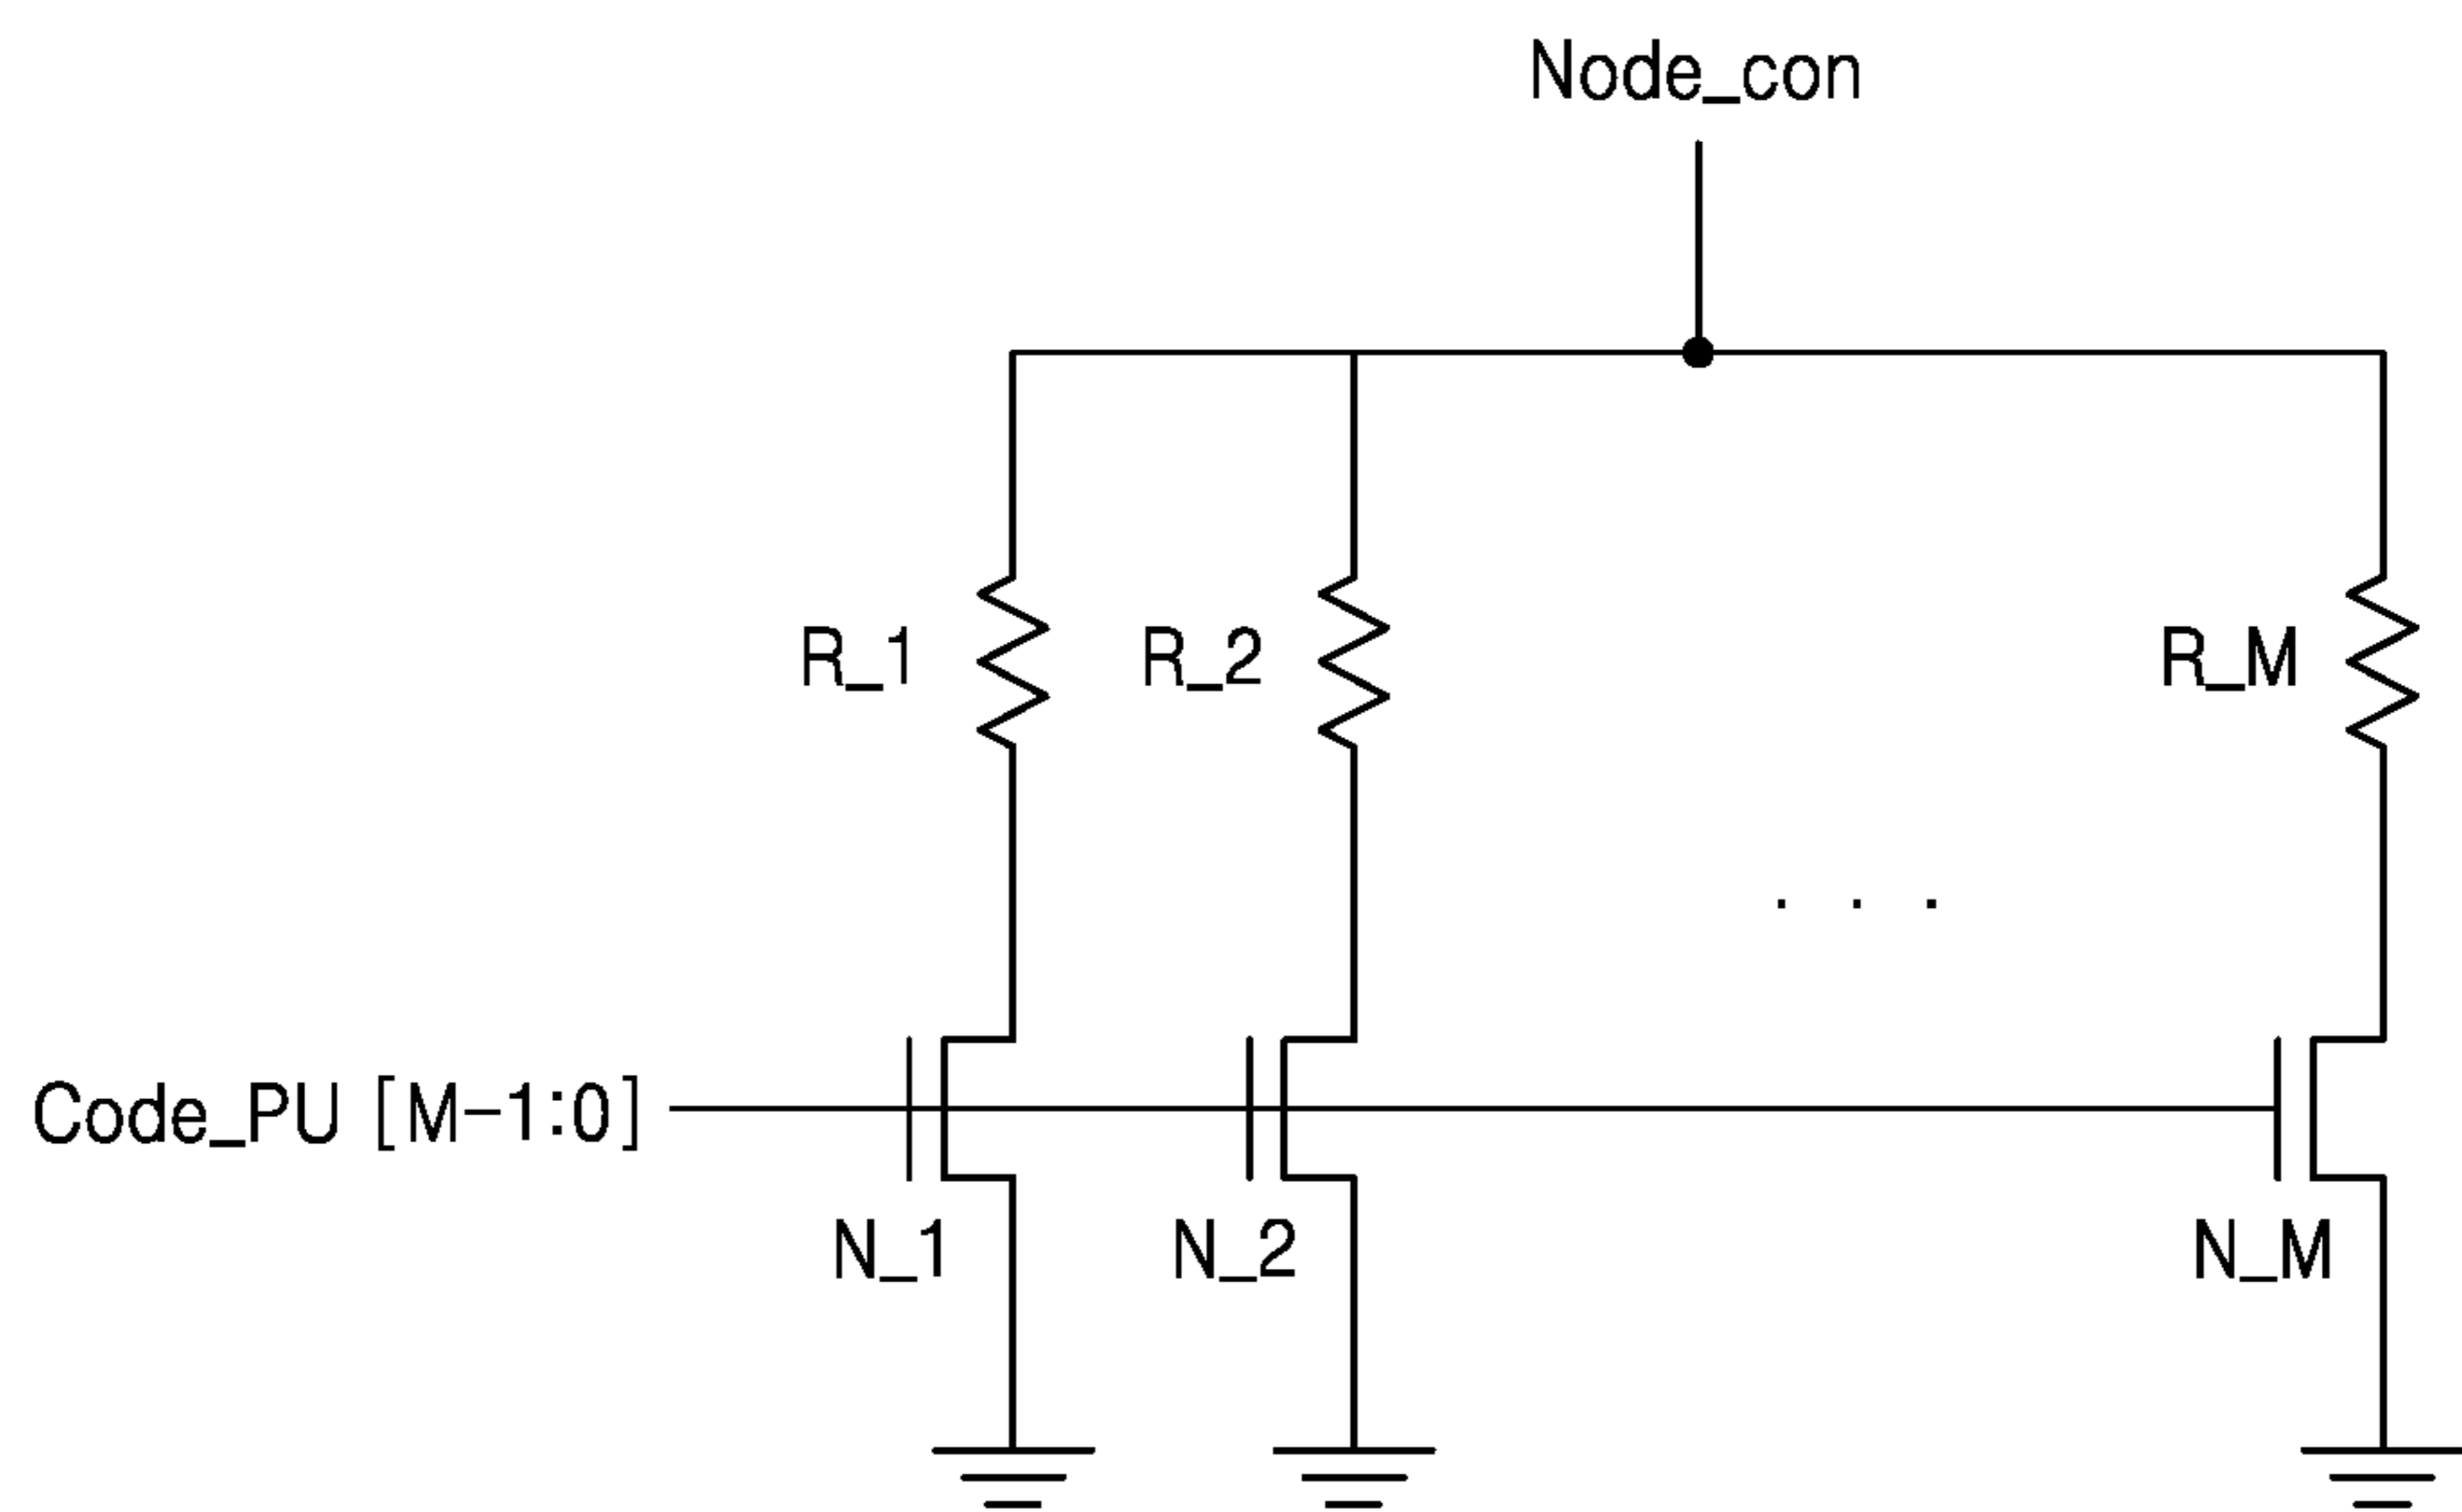 Node_con
R_1
R_2
R_M
. . .
Code_PU [M-1:0]
N_1
N_2
N_M